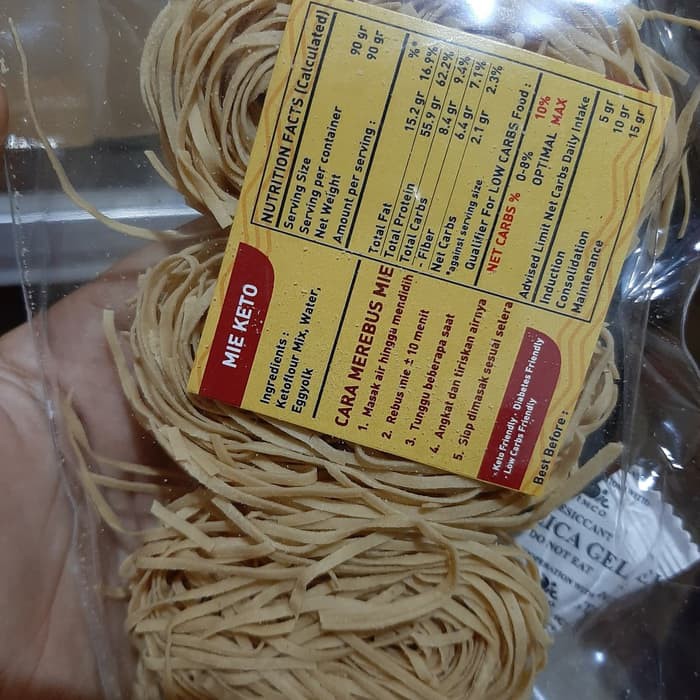 MIE KETO
Ingredients :
Ketoflour Mix, Water,
Eggyolk
CARA MEREBUS MIE
1. Masak air hingga mendidih
2. Rebus mie ± 10 menit
3. Tunggu beberapa saat
4. Angkat dan tiriskan airnya
5. Siap dimasak sesuai selera
• Keto Friendly • Diabetes Friendly
• Low Carbs Friendly
Best Before :
NUTRITION FACTS (Calculated)
Serving Size 90 gr
Serving per container 90 gr
Net Weight
Amount per serving : %*
Total Fat 15.2 gr 16.9%
Total Protein 55.9 gr 62.2%
Total Carbs 8.4 gr 9.4%
- Fiber 6.4 gr 7.1%
Net Carbs 2.1 gr 2.3%
*against serving size
Qualifier For LOW CARBS Food :
NET CARBS % 0-8% 10%
OPTIMAL MAX
Advised Limit Net Carbs Daily Intake
Induction 5 gr
Consolidation 10 gr
Maintenance 15 gr
DESICCANT
SILICA GEL
DO NOT EAT